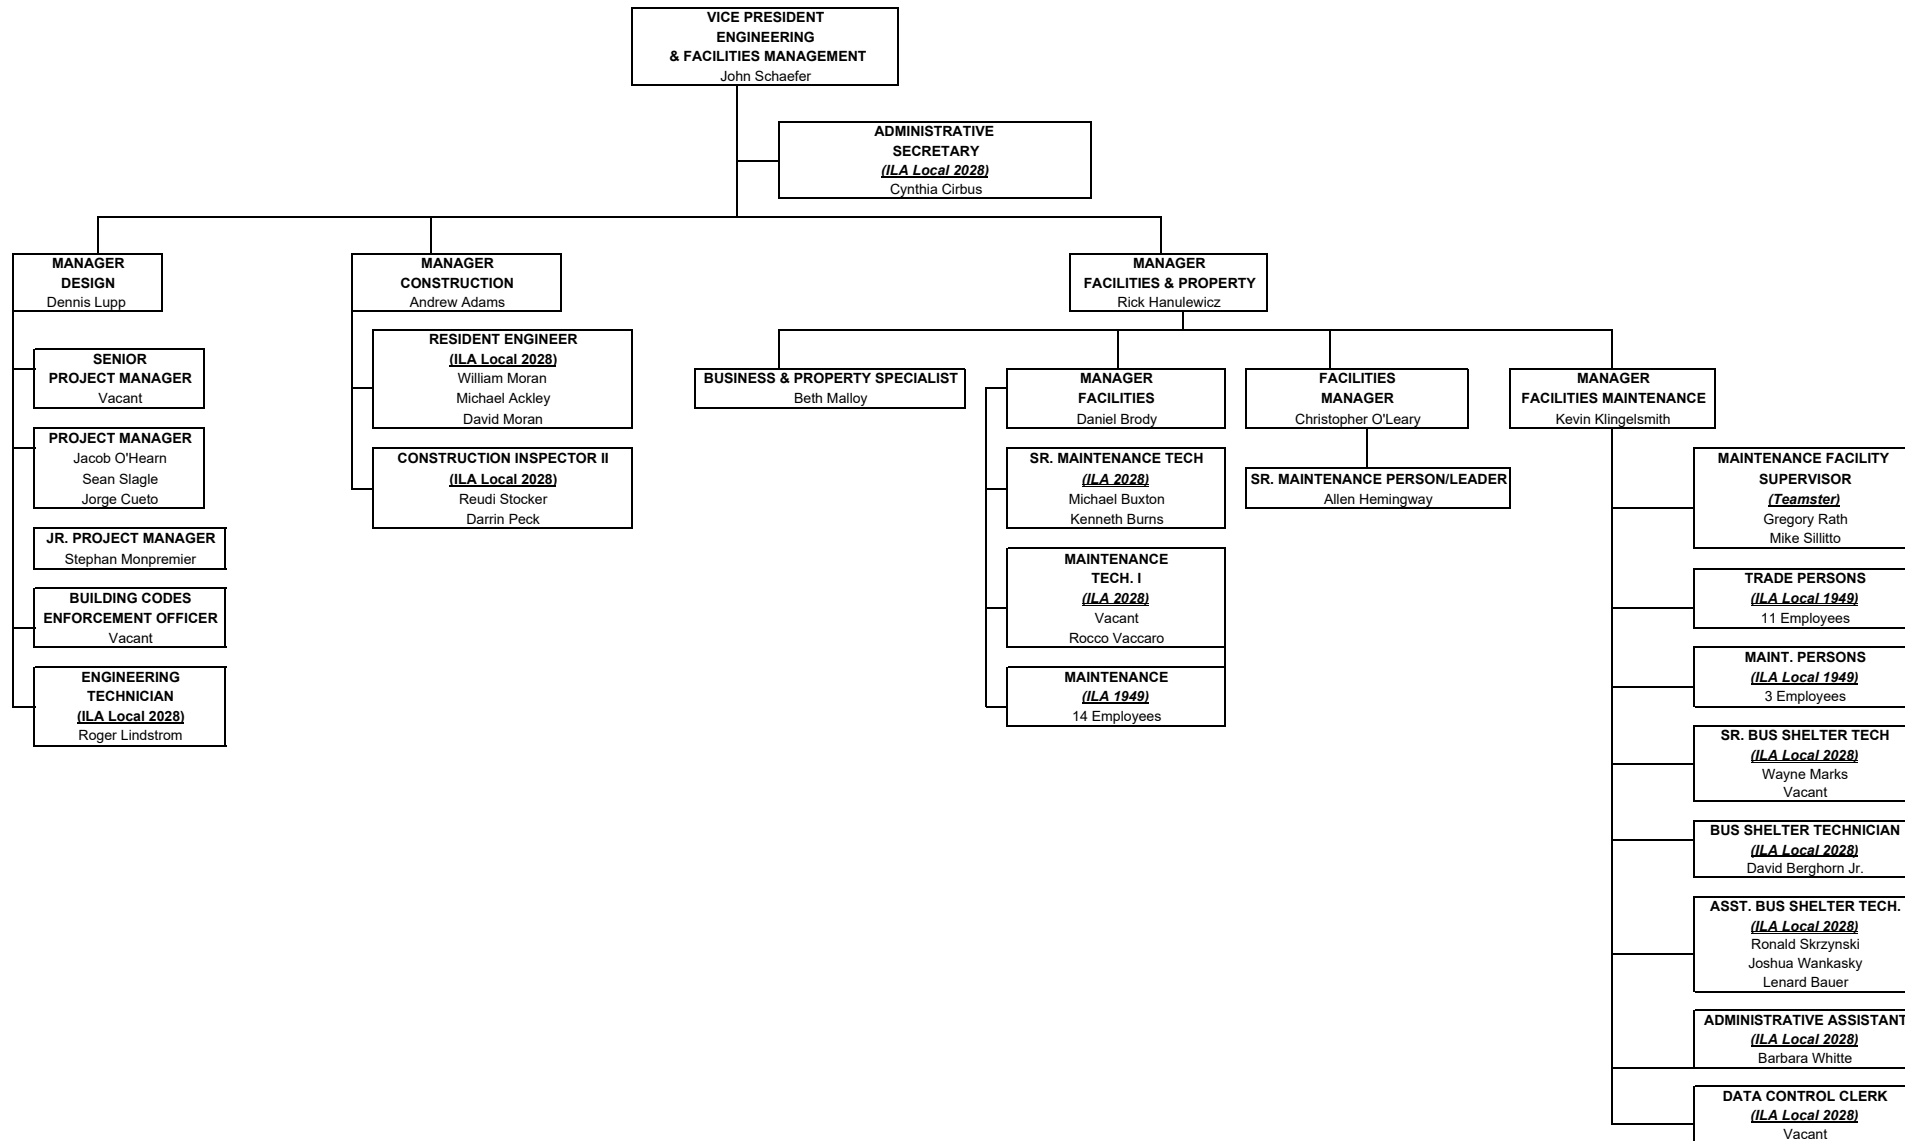 VICE PRESIDENT
ENGINEERING
& FACILITIES MANAGEMENT
John Schaefer
ADMINISTRATIVE
SECRETARY
(ILA Local 2028)
Cynthia Cirbus
MANAGER
DESIGN
Dennis Lupp
SENIOR
PROJECT MANAGER
Vacant
PROJECT MANAGER
Jacob O'Hearn
Sean Slagle
Jorge Cueto
JR. PROJECT MANAGER
Stephan Monpremier
BUILDING CODES
ENFORCEMENT OFFICER
Vacant
ENGINEERING
TECHNICIAN
(ILA Local 2028)
Roger Lindstrom
MANAGER
CONSTRUCTION
Andrew Adams
RESIDENT ENGINEER
(ILA Local 2028)
William Moran
Michael Ackley
David Moran
CONSTRUCTION INSPECTOR II
(ILA Local 2028)
Reudi Stocker
Darrin Peck
MANAGER
FACILITIES & PROPERTY
Rick Hanulewicz
BUSINESS & PROPERTY SPECIALIST
Beth Malloy
MANAGER
FACILITIES
Daniel Brody
SR. MAINTENANCE TECH
(ILA 2028)
Michael Buxton
Kenneth Burns
MAINTENANCE
TECH. I
(ILA 2028)
Vacant
Rocco Vaccaro
MAINTENANCE
(ILA 1949)
14 Employees
FACILITIES
MANAGER
Christopher O'Leary
SR. MAINTENANCE PERSON/LEADER
Allen Hemingway
MANAGER
FACILITIES MAINTENANCE
Kevin Klingelsmith
MAINTENANCE FACILITY
SUPERVISOR
(Teamster)
Gregory Rath
Mike Sillitto
TRADE PERSONS
(ILA Local 1949)
11 Employees
MAINT. PERSONS
(ILA Local 1949)
3 Employees
SR. BUS SHELTER TECH
(ILA Local 2028)
Wayne Marks
Vacant
BUS SHELTER TECHNICIAN
(ILA Local 2028)
David Berghorn Jr.
ASST. BUS SHELTER TECH.
(ILA Local 2028)
Ronald Skrzynski
Joshua Wankasky
Lenard Bauer
ADMINISTRATIVE ASSISTANT
(ILA Local 2028)
Barbara Whitte
DATA CONTROL CLERK
(ILA Local 2028)
Vacant